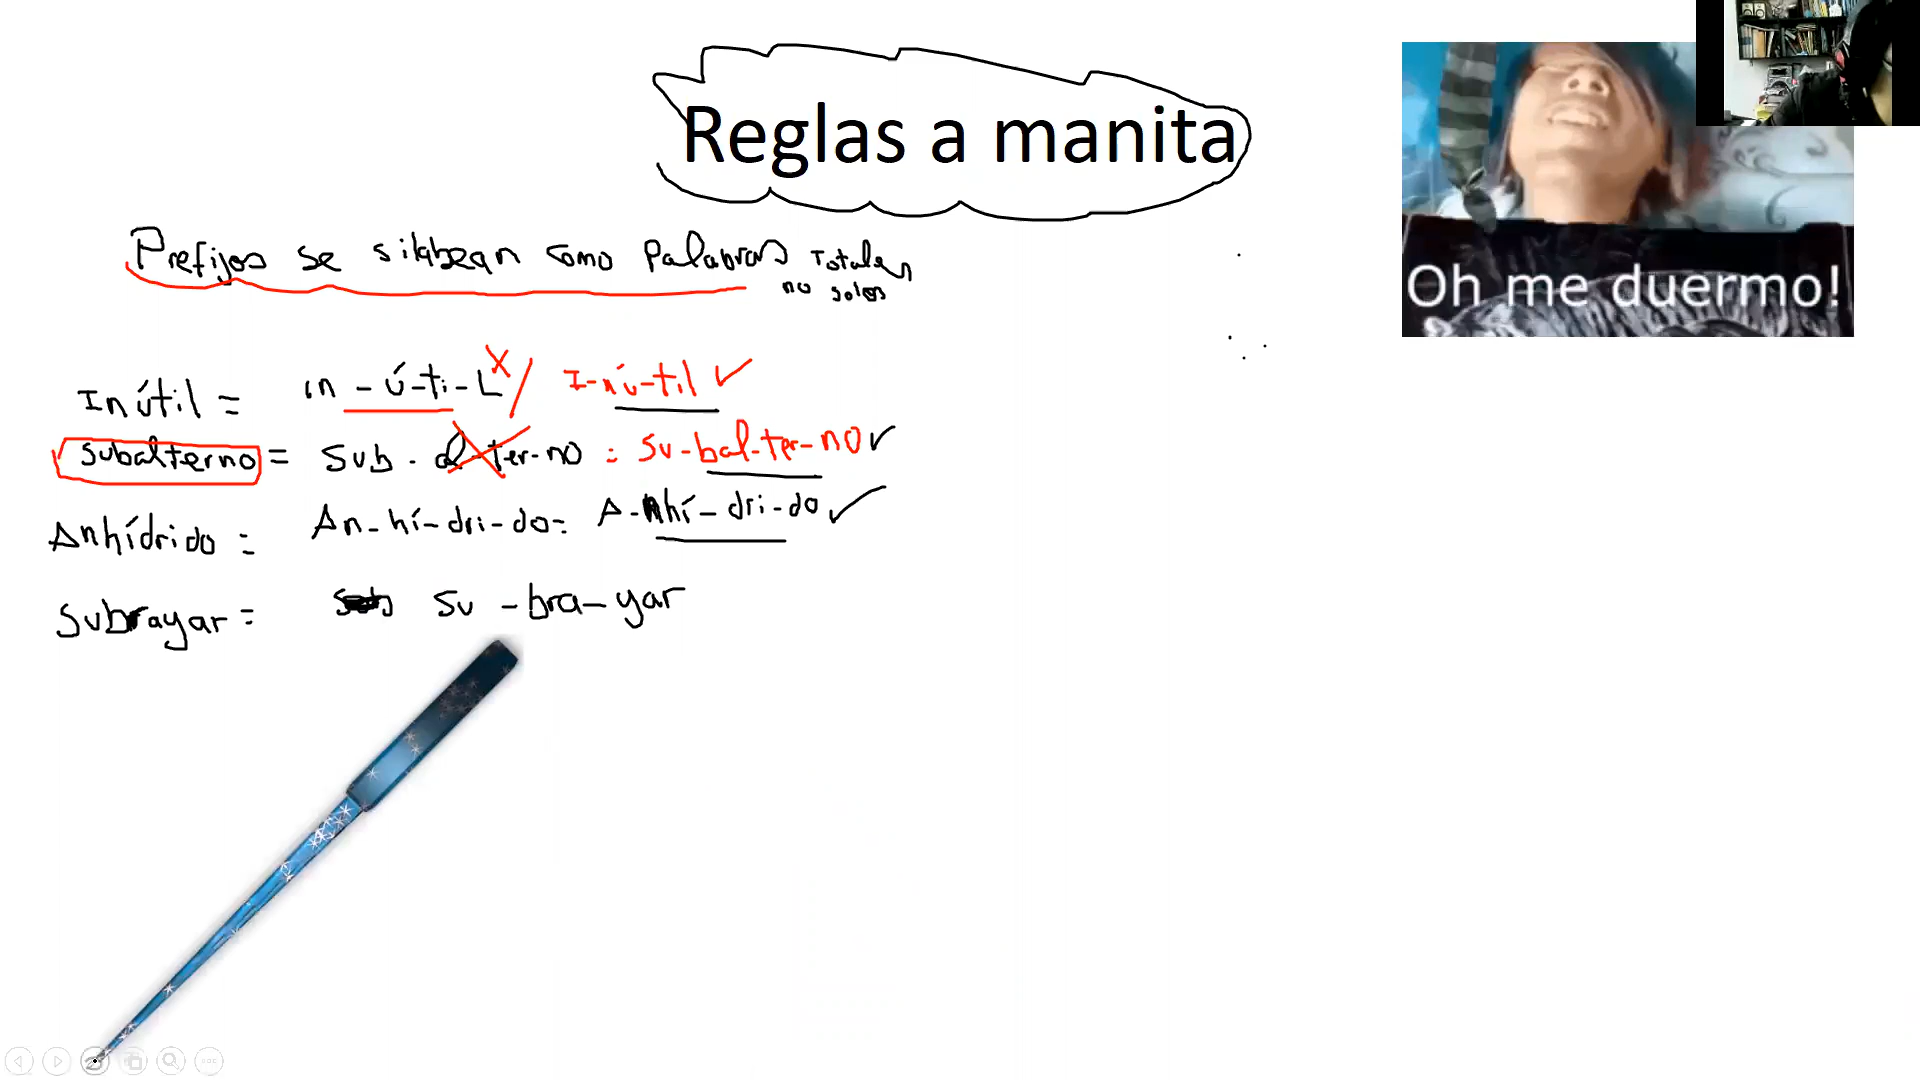 Reglas a manita
Oh me duermo!
Prefijos se silabean como palabras Totales
no solos
Inútil = in - ú - ti - L X / I-nú-til ✓
subalterno = sub - al-ter-no = su-bal-ter-no ✓
Anhídrido = An-hí-dri-do = A-nhí-dri-do ✓
subrayar = su -bra-yar